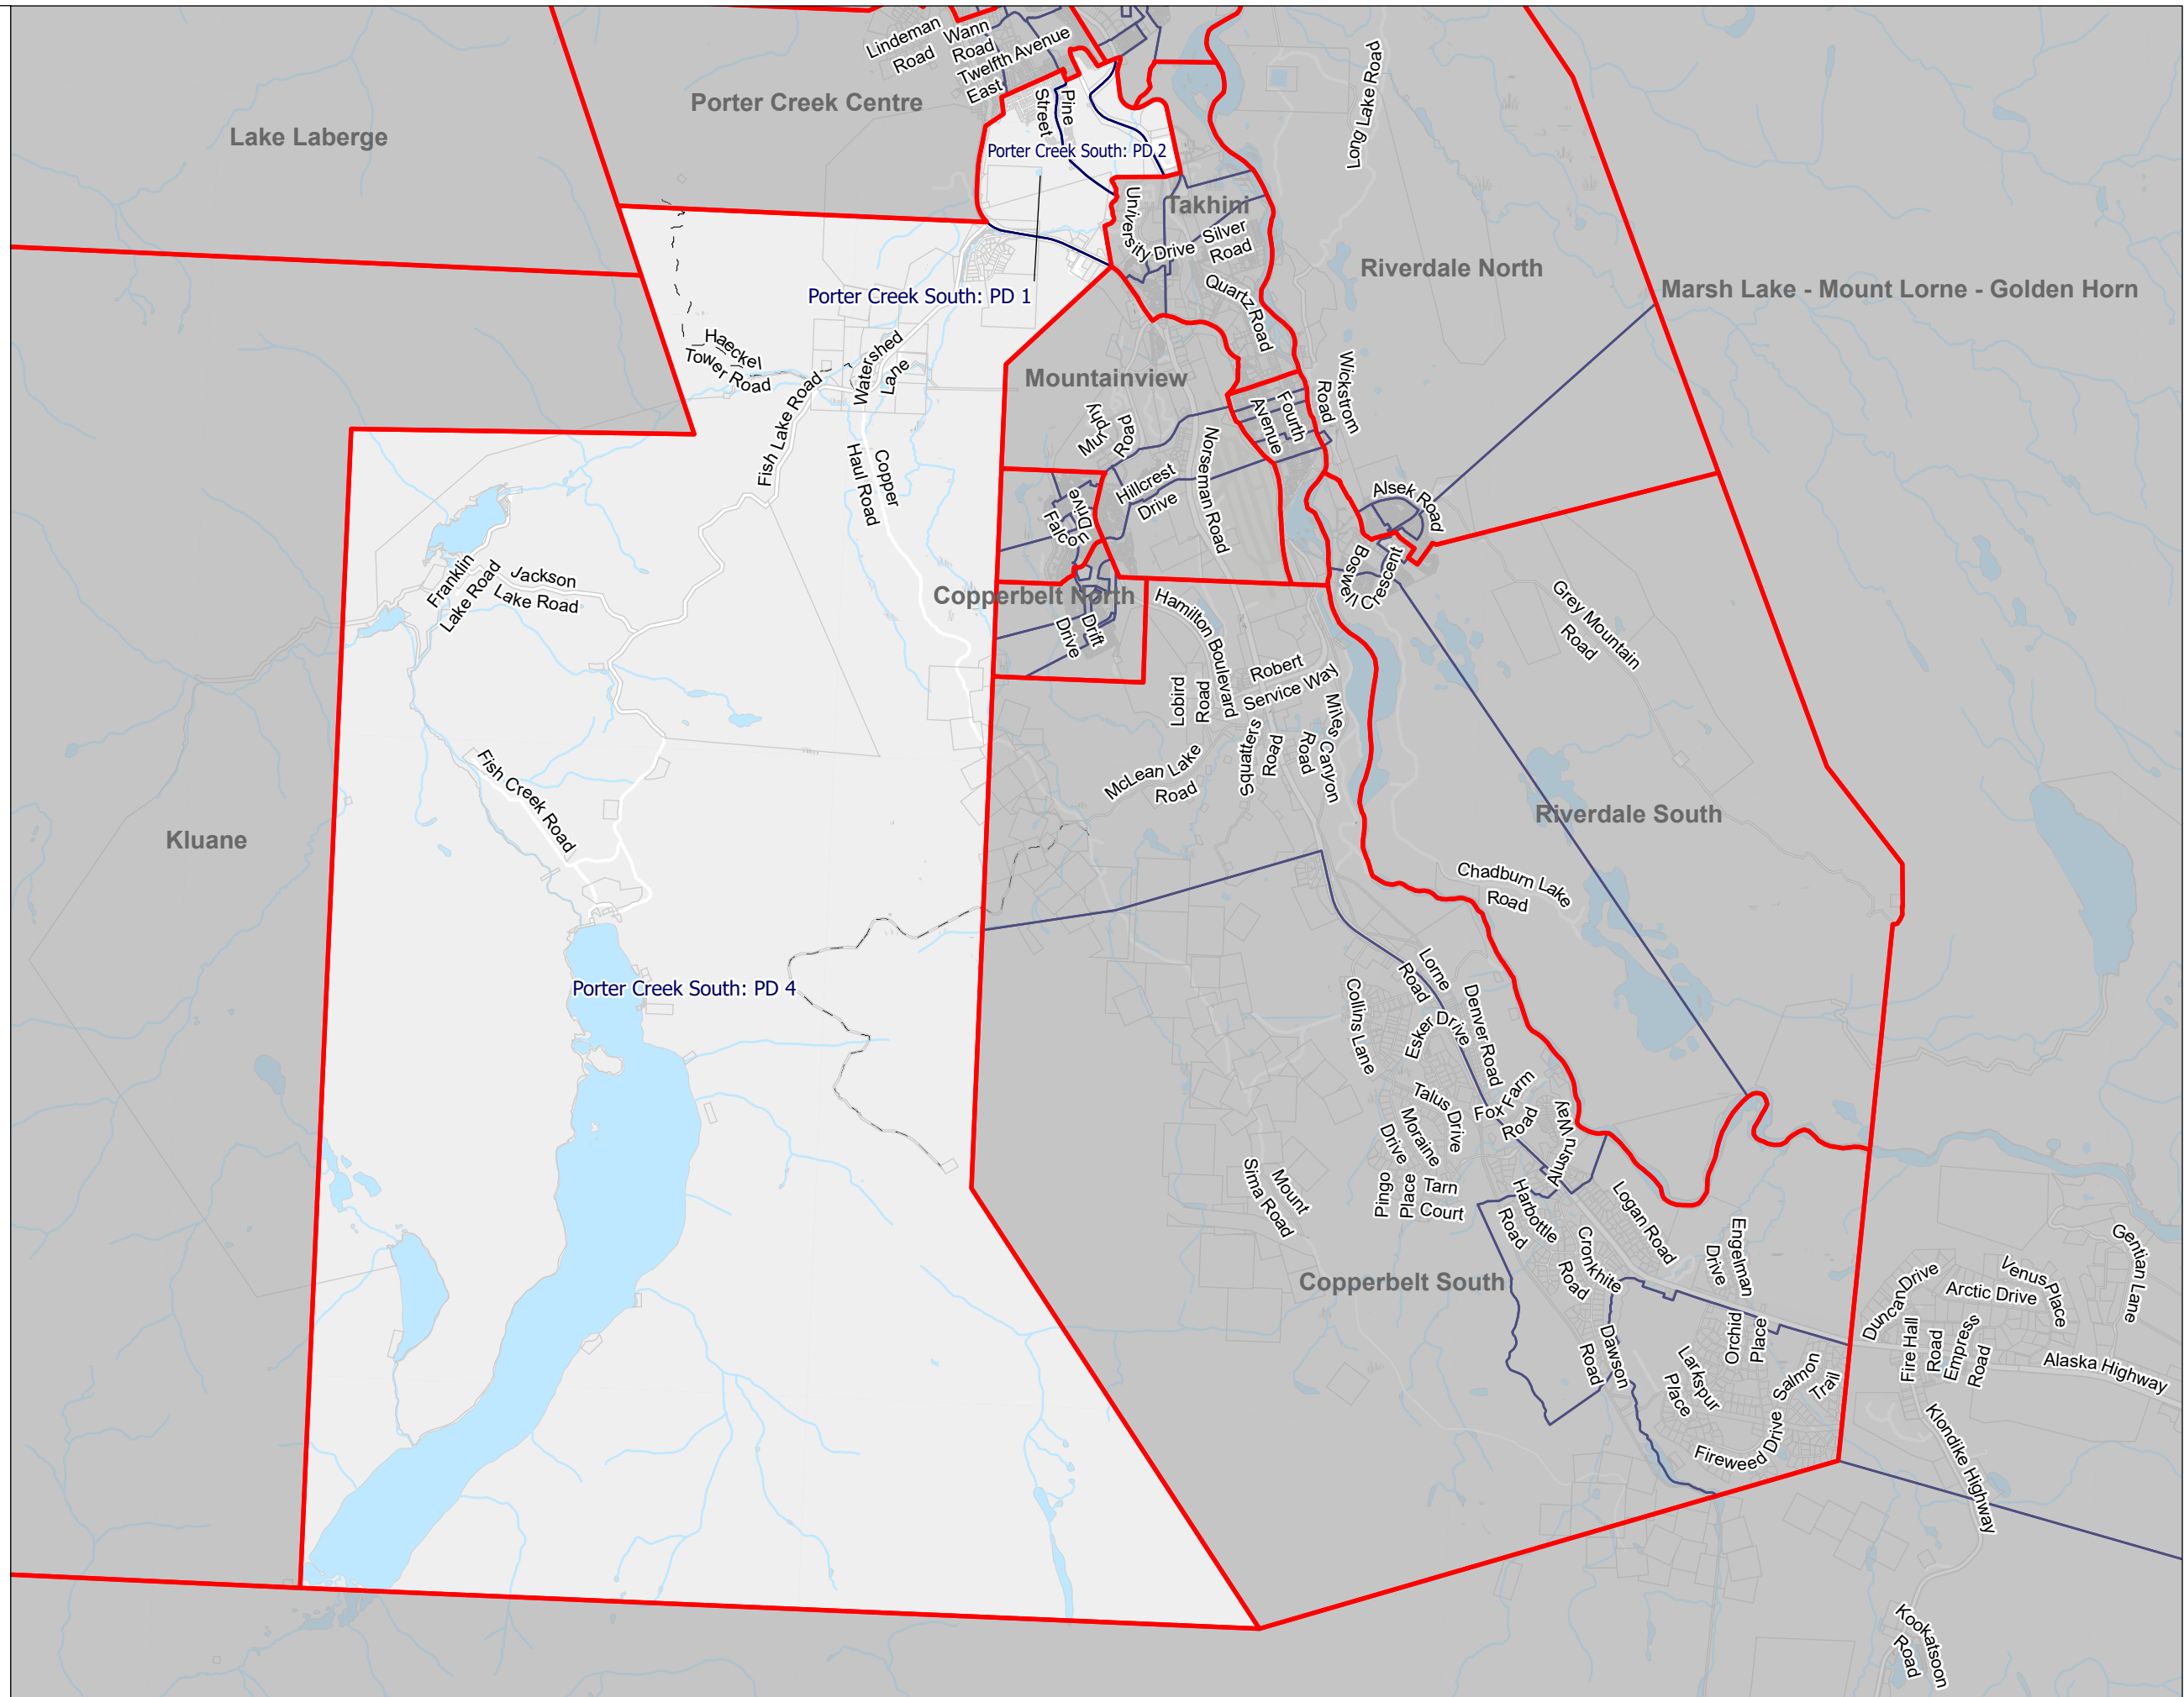 Lindeman
Road
Wann
Road
Twelfth Avenue
East
Pine
Street
Long Lake Road
Porter Creek Centre
Lake Laberge
Porter Creek South: PD 2
Takhini
University
Drive
Silver
Road
Riverdale North
Marsh Lake - Mount Lorne - Golden Horn
Porter Creek South: PD 1
Quartz Road
Haeckel
Tower Road
Watershed
Lane
Fish Lake Road
Mountainview
Wickstrom
Road
Fourth
Avenue
Murphy
Road
Copper
Haul Road
Norseman Road
Hillcrest
Drive
Falcon
Drive
Alsek Road
Boswell
Crescent
Franklin
Lake Road
Jackson
Lake Road
Copperbelt North
Drift
Drive
Hamilton Boulevard
Grey Mountain
Road
Robert
Service Way
Lobird
Road
Miles
Canyon
Road
Squatters
Road
McLean Lake
Road
Fish Creek Road
Riverdale South
Kluane
Chadburn Lake
Road
Porter Creek South: PD 4
Lorne
Road
Collins Lane
Esker Drive
Denver Road
Talus Drive
Fox Farm
Road
Moraine
Drive
Alusru Way
Pingo
Place
Tarn
Court
Mount
Sima Road
Harbottle
Road
Logan Road
Cronkhite
Road
Engelman
Drive
Copperbelt South
Duncan Drive
Venus Place
Arctic Drive
Gentian Lane
Orchid
Place
Fire Hall
Road
Empress
Road
Alaska Highway
Dawson
Road
Larkspur
Place
Salmon
Trail
Fireweed Drive
Klondike Highway
Kookatsoon
Road